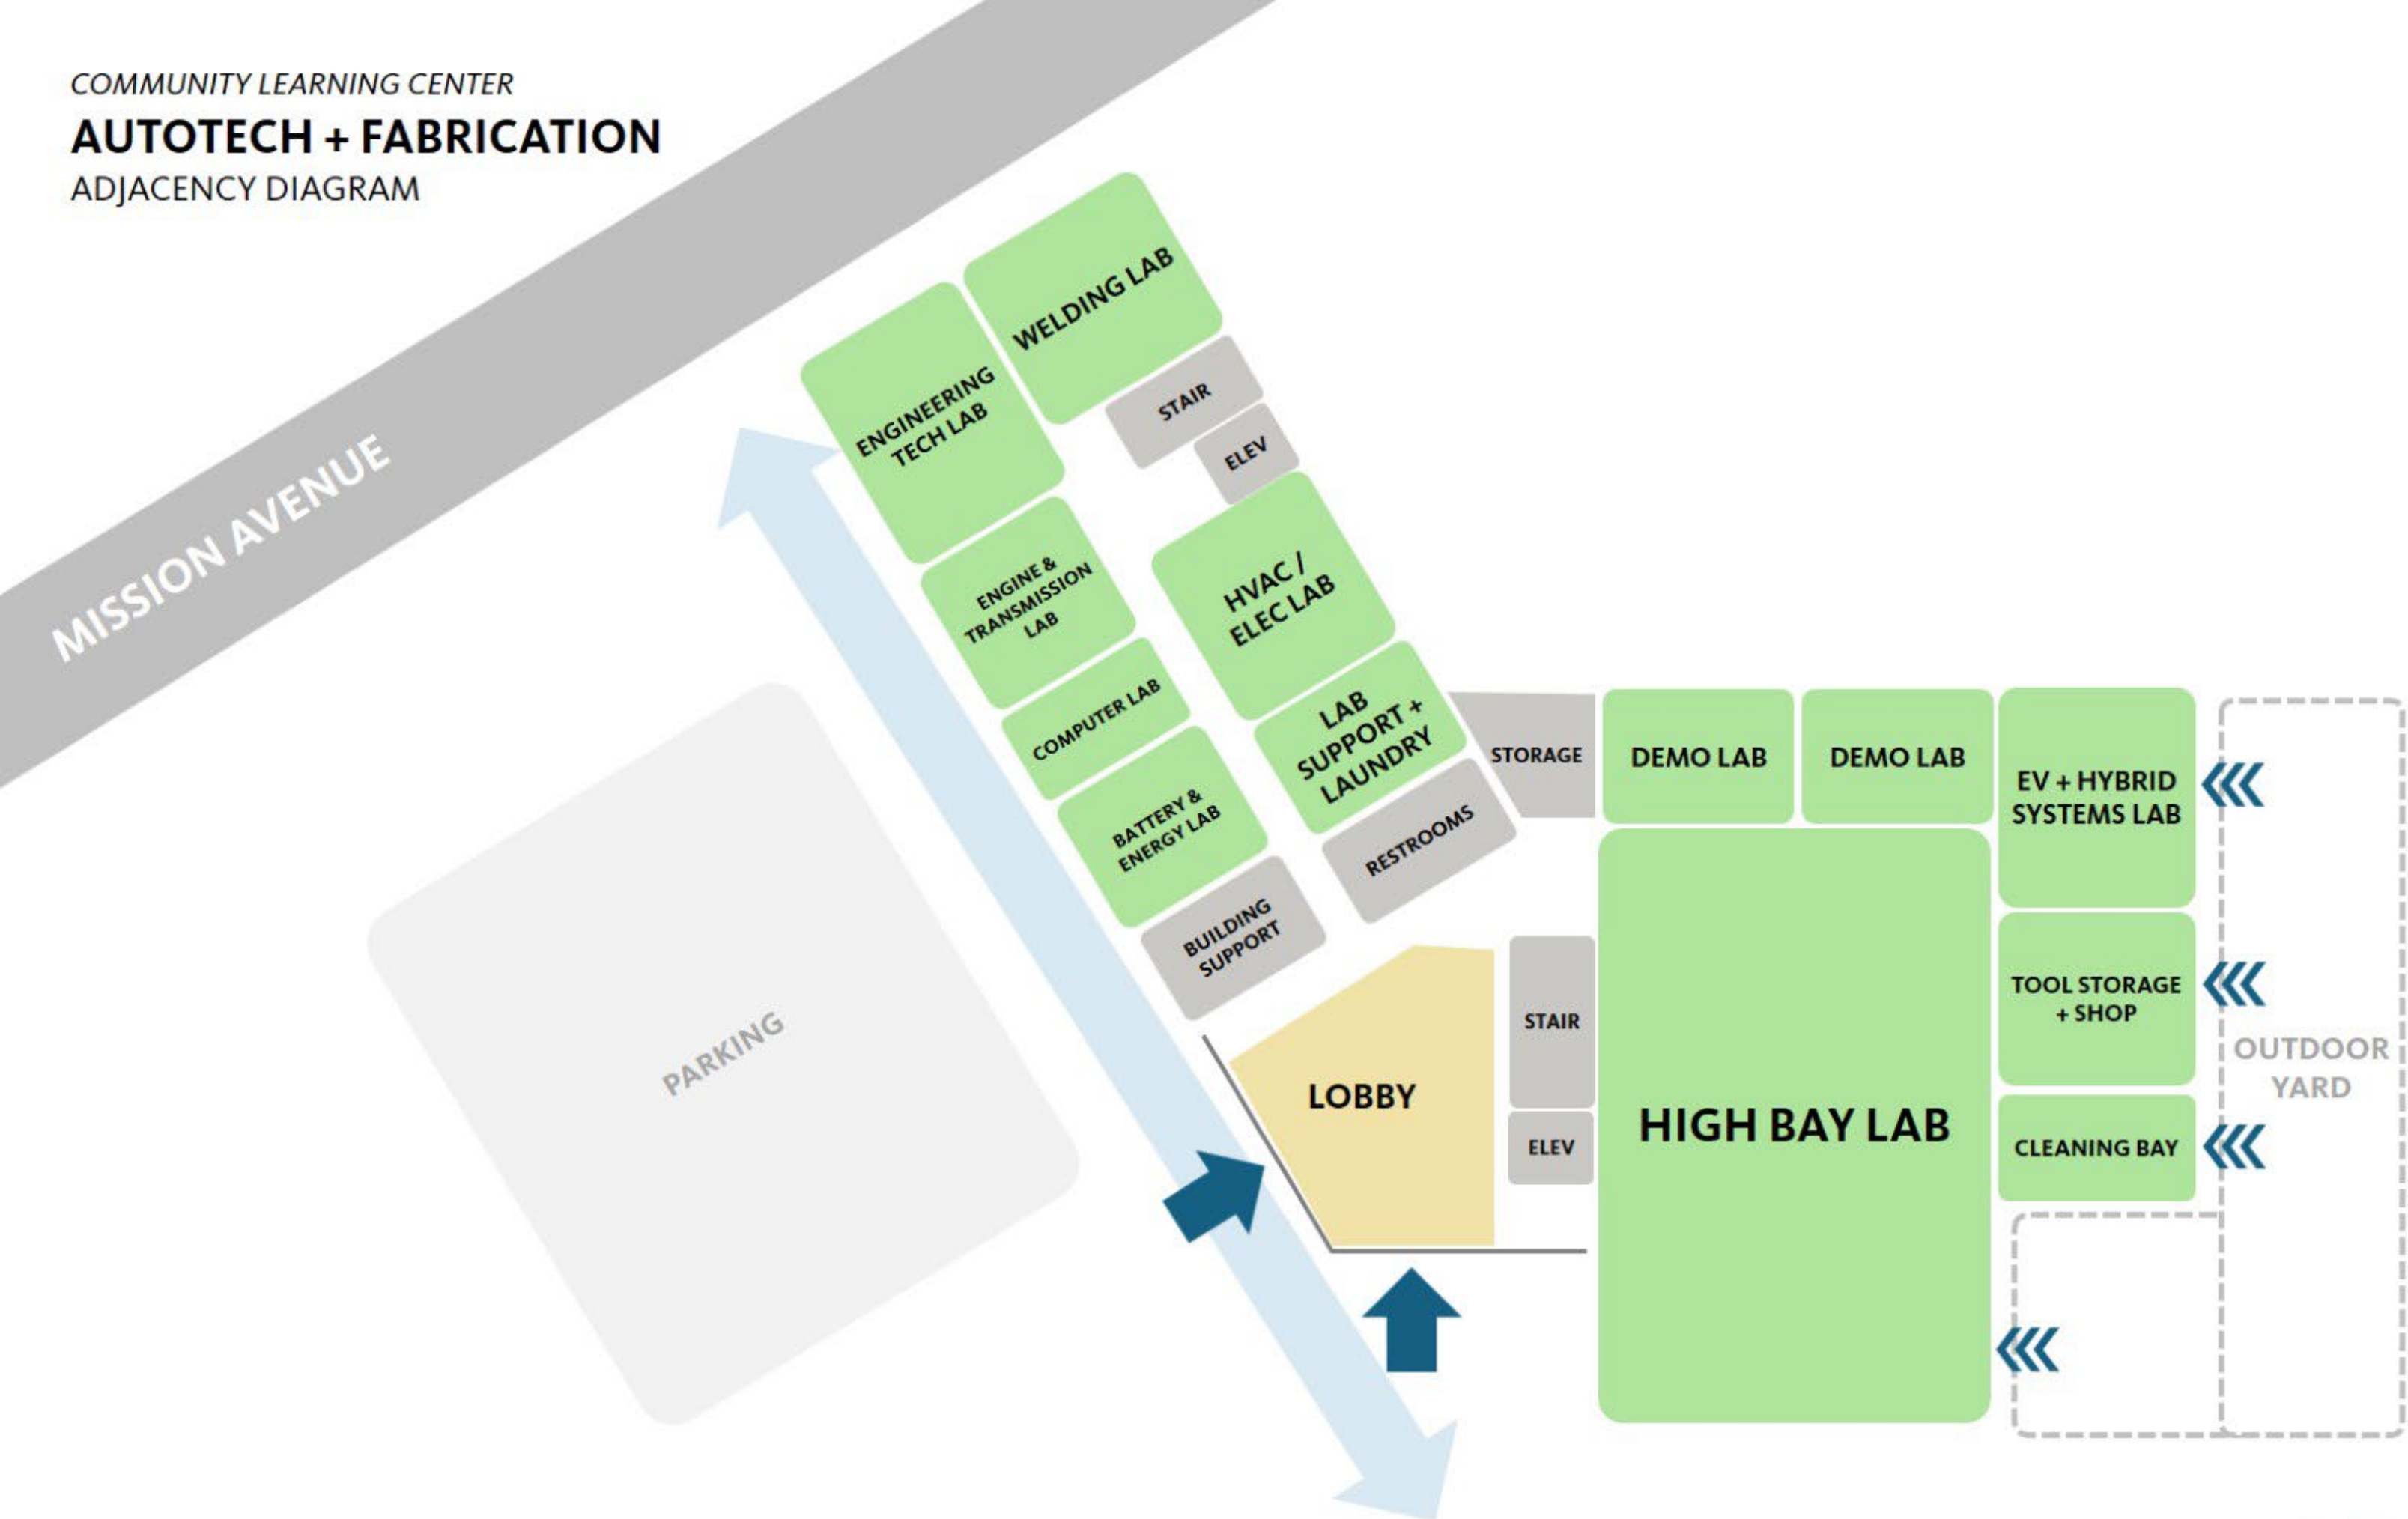 COMMUNITY LEARNING CENTER
AUTOTECH + FABRICATION
ADJACENCY DIAGRAM
MISSION AVENUE
WELDING LAB
ENGINEERING
TECH LAB
STAIR
ELEV
ENGINE &
TRANSMISSION
LAB
HVAC /
ELEC LAB
COMPUTER LAB
LAB
SUPPORT +
LAUNDRY
BATTERY &
ENERGY LAB
RESTROOMS
BUILDING
SUPPORT
STORAGE
DEMO LAB
DEMO LAB
EV + HYBRID
SYSTEMS LAB
TOOL STORAGE
+ SHOP
OUTDOOR
YARD
CLEANING BAY
HIGH BAY LAB
STAIR
ELEV
LOBBY
PARKING